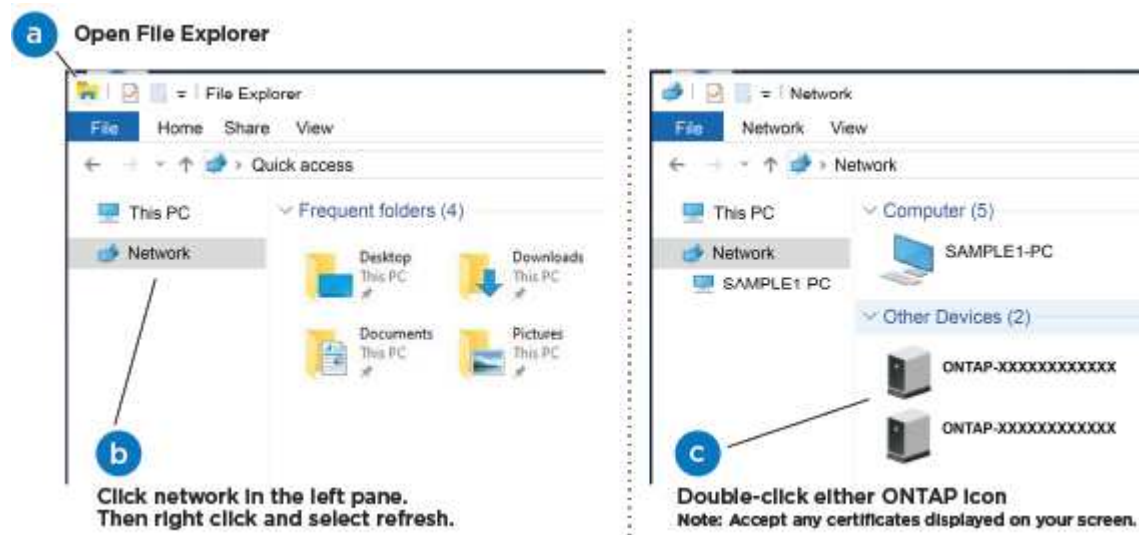 a Open File Explorer
File Explorer
File Home Share View
Quick access
This PC
Network
Frequent folders (4)
Desktop
This PC
Downloads
This PC
Documents
This PC
Pictures
This PC
b
Click network in the left pane.
Then right click and select refresh.
Network
File Network View
Network
This PC
Network
SAMPLE1 PC
Computer (5)
SAMPLE1-PC
Other Devices (2)
ONTAP-XXXXXXXXXXXX
ONTAP-XXXXXXXXXXXX
c
Double-click either ONTAP icon
Note: Accept any certificates displayed on your screen.